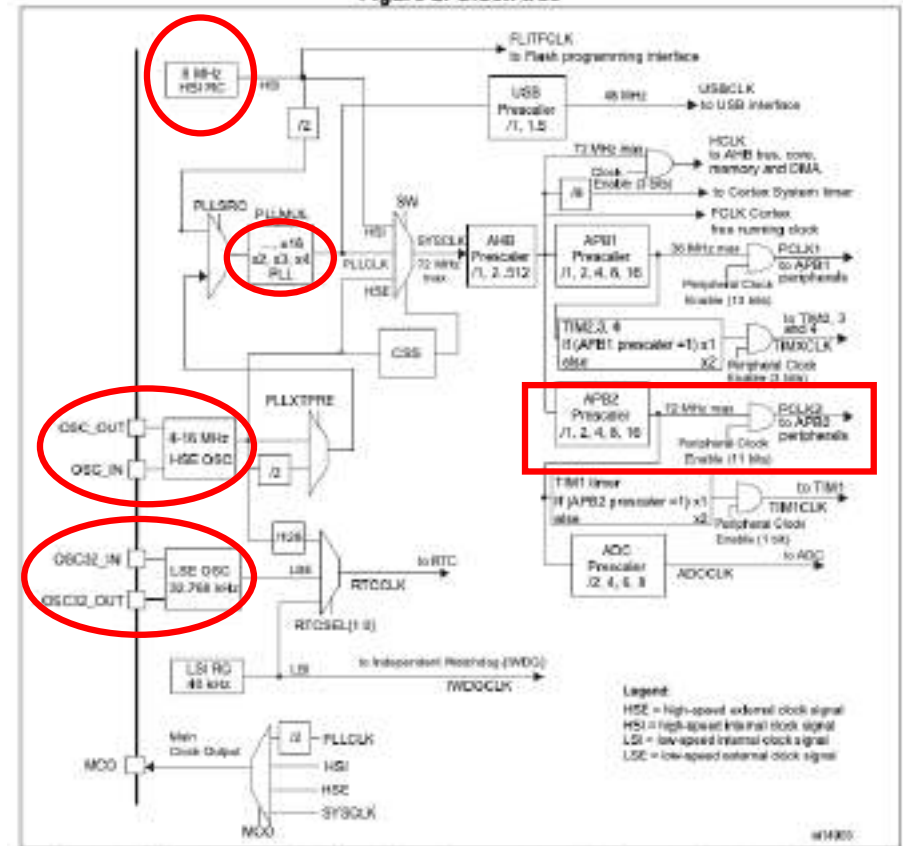 FLITFCLK
to Flash programming interface
8 MHz
HSI RC
HSI
USB
Prescaler
/1, 1.5
48 MHz
USBCLK
to USB interface
/2
72 MHz max
HCLK
to AHB bus, core,
memory and DMA
Clock
Enable (3 bits)
/8
to Cortex System timer
FCLK Cortex
free running clock
PLLSRC
PLLMUL
SW
..., x16
x2, x3, x4
PLL
HSI
PLLCLK
HSE
SYSCLK
72 MHz
max
AHB
Prescaler
/1, 2..512
APB1
Prescaler
/1, 2, 4, 8, 16
36 MHz max
PCLK1
to APB1
peripherals
Peripheral Clock
Enable (13 bits)
TIM2,3, 4
If (APB1 prescaler =1) x1
else x2
to TIM2, 3
and 4
TIMXCLK
Peripheral Clock
Enable (3 bits)
CSS
APB2
Prescaler
/1, 2, 4, 8, 16
72 MHz max
PCLK2
to APB2
peripherals
Peripheral Clock
Enable (11 bits)
PLLXTPRE
OSC_OUT
OSC_IN
4-16 MHz
HSE OSC
/2
TIM1 timer
If (APB2 prescaler =1) x1
else x2
to TIM1
TIM1CLK
Peripheral Clock
Enable (1 bit)
/128
OSC32_IN
OSC32_OUT
LSE OSC
32.768 kHz
LSE
to RTC
RTCCLK
RTCSEL[1:0]
ADC
Prescaler
/2, 4, 6, 8
to ADC
ADCCLK
LSI RC
40 kHz
LSI
to Independent Watchdog (IWDG)
IWDGCLK
Legend:
HSE = high-speed external clock signal
HSI = high-speed internal clock signal
LSI = low-speed internal clock signal
LSE = low-speed external clock signal
Main
Clock Output
MCO
/2
PLLCLK
HSI
HSE
SYSCLK
MCO